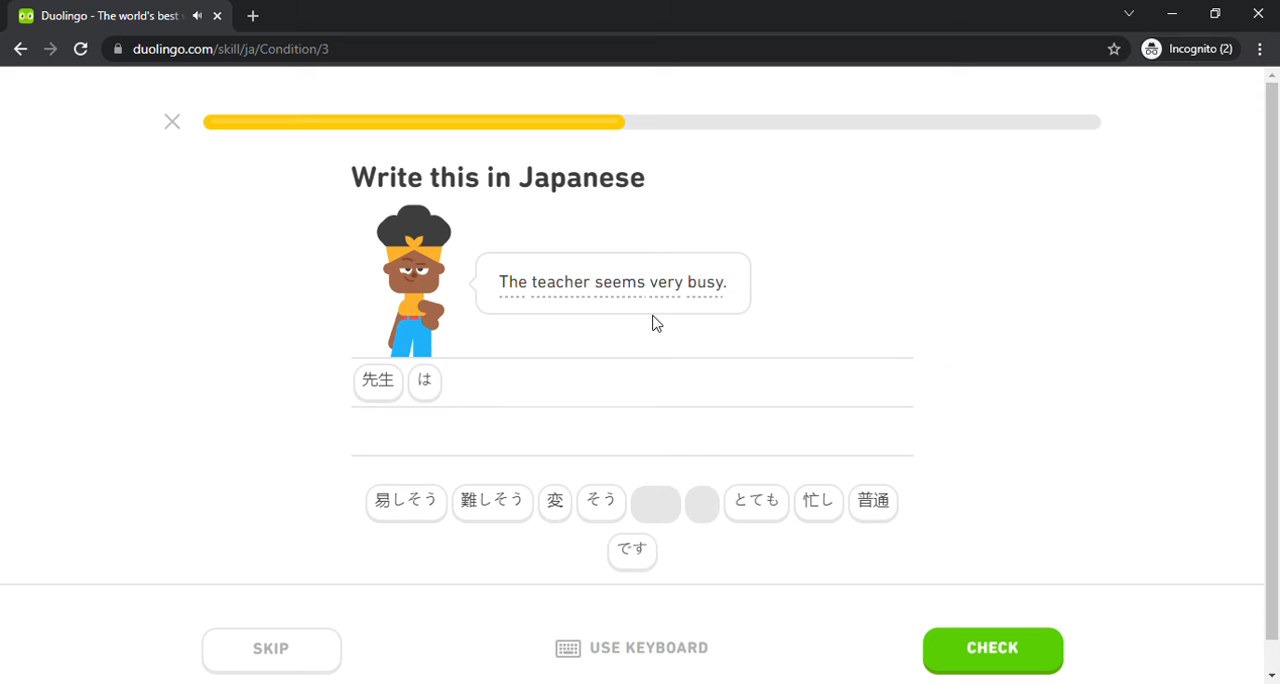 Duolingo - The world's best
duolingo.com/skill/ja/Condition/3
Incognito (2)
Write this in Japanese
The teacher seems very busy.
先生 は
易しそう 難しそう 変 そう とても 忙し 普通
です
SKIP USE KEYBOARD CHECK